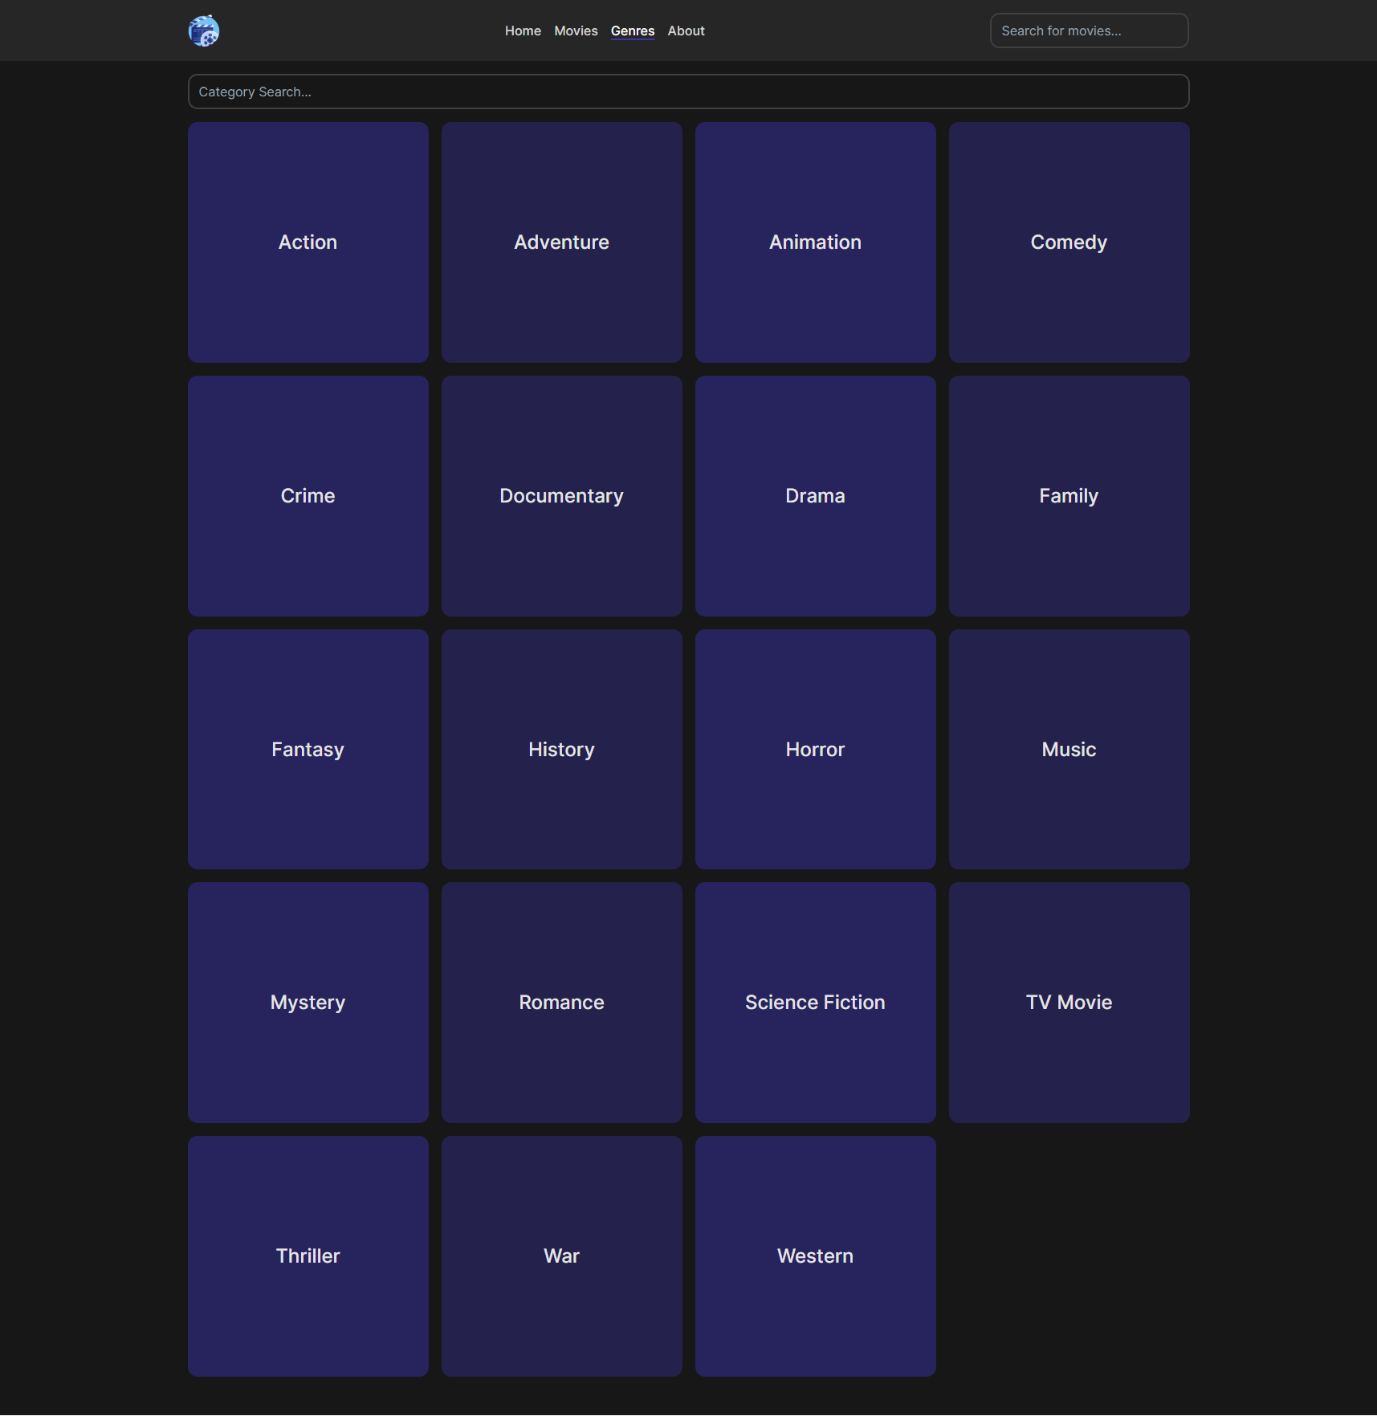 Home Movies Genres About
Search for movies...
Category Search...
Action
Adventure
Animation
Comedy
Crime
Documentary
Drama
Family
Fantasy
History
Horror
Music
Mystery
Romance
Science Fiction
TV Movie
Thriller
War
Western